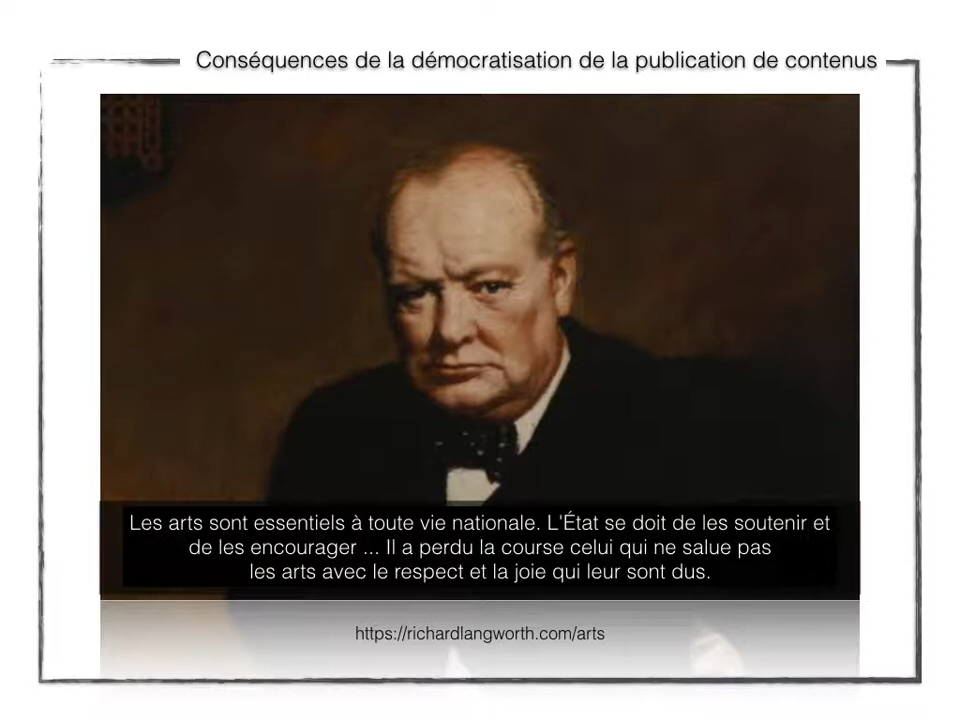 Conséquences de la démocratisation de la publication de contenus
Les arts sont essentiels à toute vie nationale. L'État se doit de les soutenir et
de les encourager ... Il a perdu la course celui qui ne salue pas
les arts avec le respect et la joie qui leur sont dus.
https://richardlangworth.com/arts